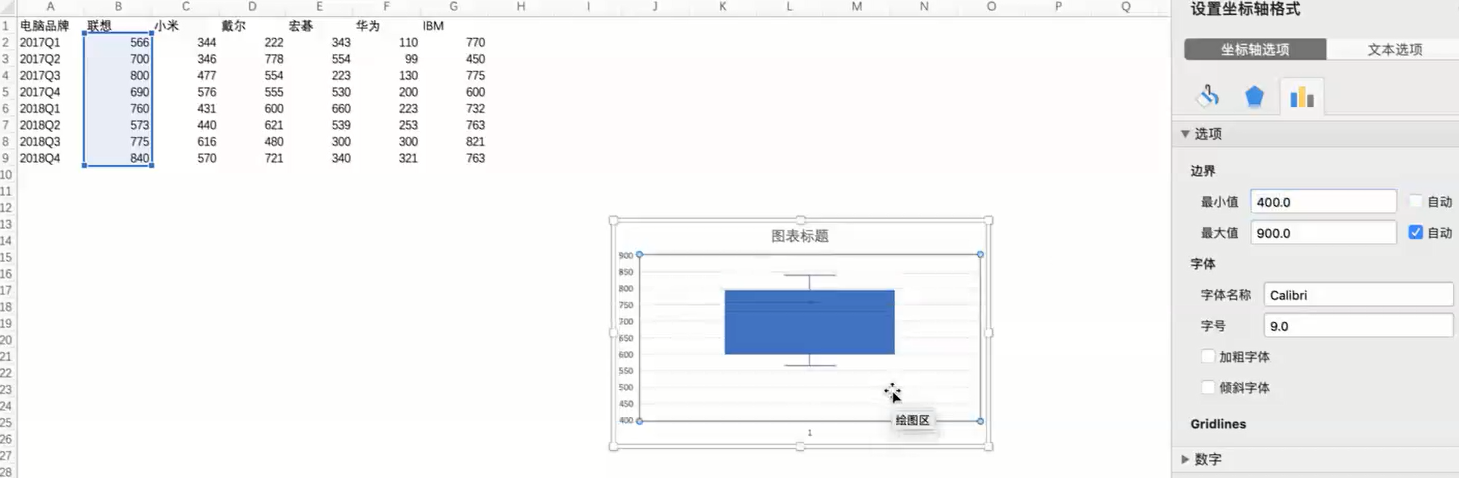 A B C D E F G H I J K L M N O P Q
设置坐标轴格式
1 电脑品牌 联想 小米 戴尔 宏碁 华为 IBM
2 2017Q1 566 344 222 343 110 770
3 2017Q2 700 346 778 554 99 450
4 2017Q3 800 477 554 223 130 775
5 2017Q4 690 576 555 530 200 600
6 2018Q1 760 431 600 660 223 732
7 2018Q2 573 440 621 539 253 763
8 2018Q3 775 616 480 300 300 821
9 2018Q4 840 570 721 340 321 763
10
11
12
13
14
15
16
17
18
19
20
21
22
23
24
25
26
27
28
图表标题
900
850
800
750
700
650
600
550
500
450
400
1
绘图区
坐标轴选项 文本选项
选项
边界
最小值 400.0 自动
最大值 900.0 自动
字体
字体名称 Calibri
字号 9.0
加粗字体
倾斜字体
Gridlines
数字